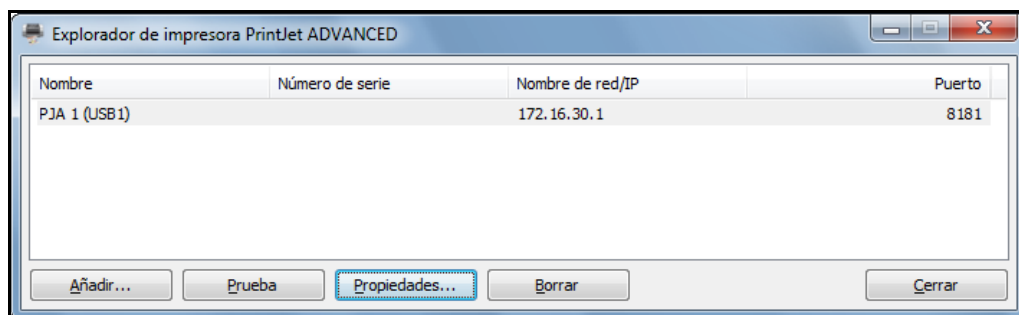 Explorador de impresora PrintJet ADVANCED
Nombre Número de serie Nombre de red/IP Puerto
PJA 1 (USB1) 172.16.30.1 8181
Añadir... Prueba Propiedades... Borrar Cerrar